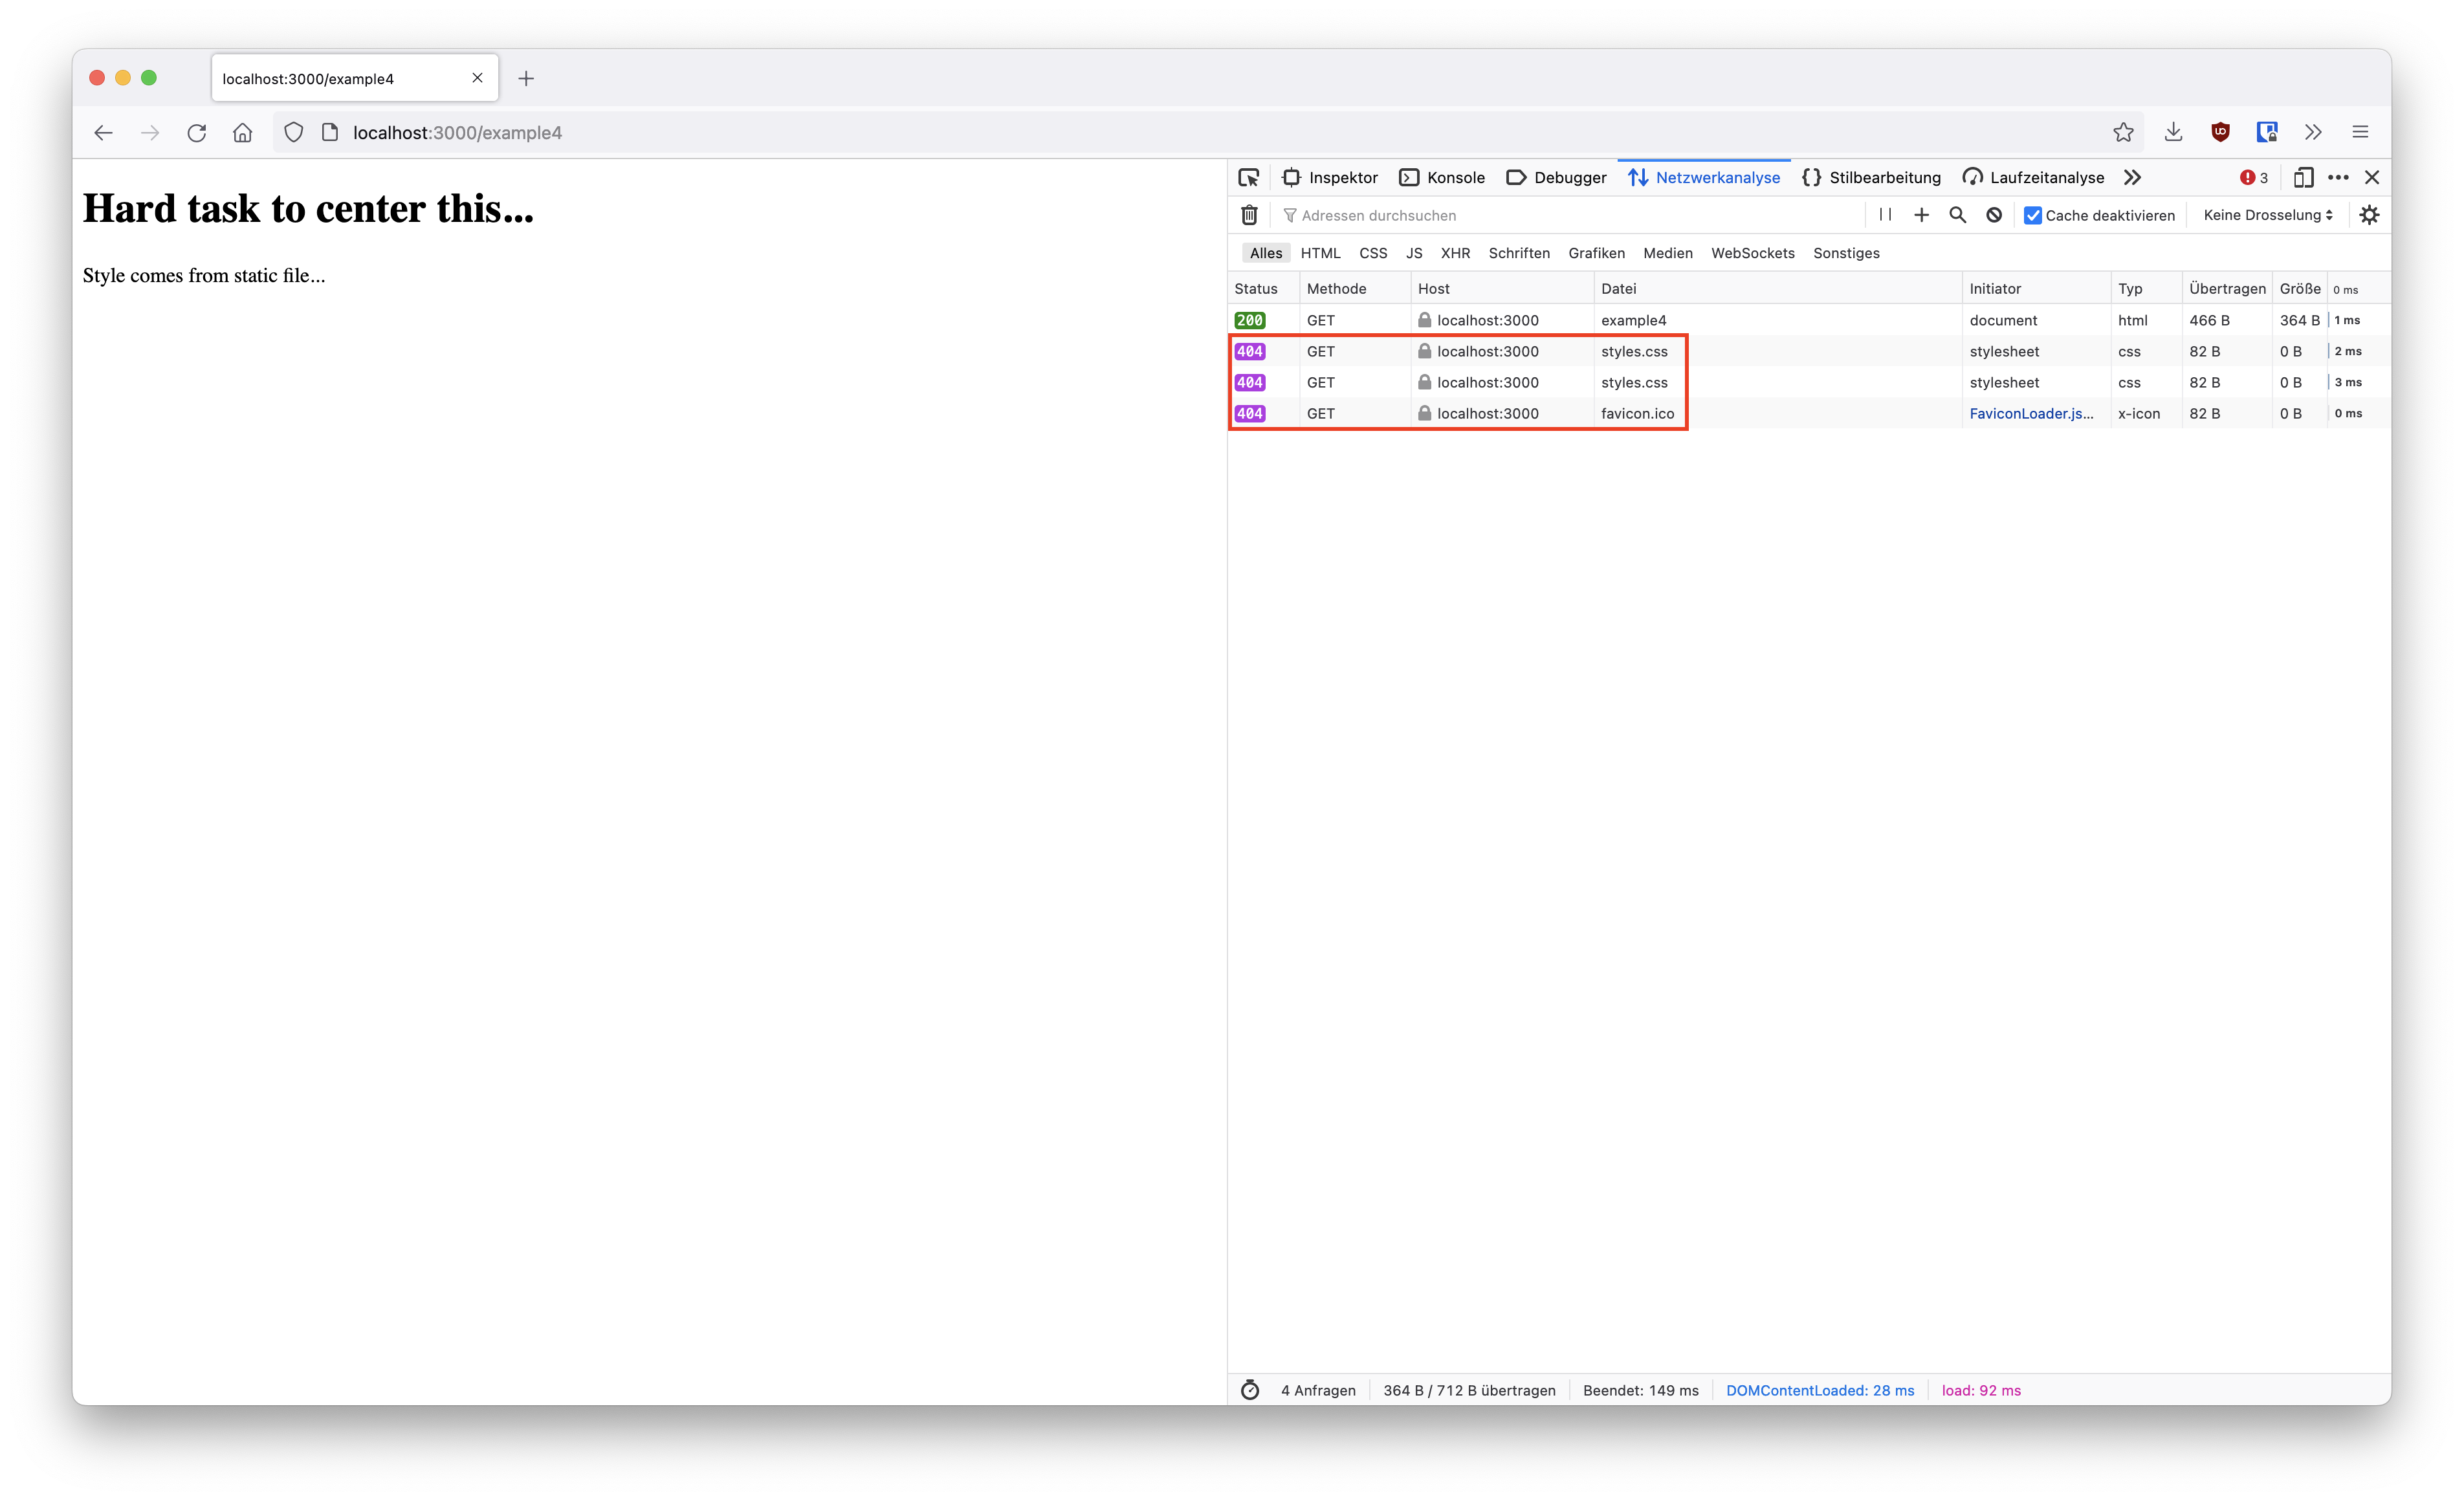 localhost:3000/example4
localhost:3000/example4
Hard task to center this...
Style comes from static file...
Inspektor Konsole Debugger Netzwerkanalyse {} Stilbearbeitung Laufzeitanalyse 3
Adressen durchsuchen Cache deaktivieren Keine Drosselung
Alles HTML CSS JS XHR Schriften Grafiken Medien WebSockets Sonstiges
Status Methode Host Datei Initiator Typ Übertragen Größe 0 ms
200 GET localhost:3000 example4 document html 466 B 364 B 1 ms
404 GET localhost:3000 styles.css stylesheet css 82 B 0 B 2 ms
404 GET localhost:3000 styles.css stylesheet css 82 B 0 B 3 ms
404 GET localhost:3000 favicon.ico FaviconLoader.js... x-icon 82 B 0 B 0 ms
4 Anfragen 364 B / 712 B übertragen Beendet: 149 ms DOMContentLoaded: 28 ms load: 92 ms